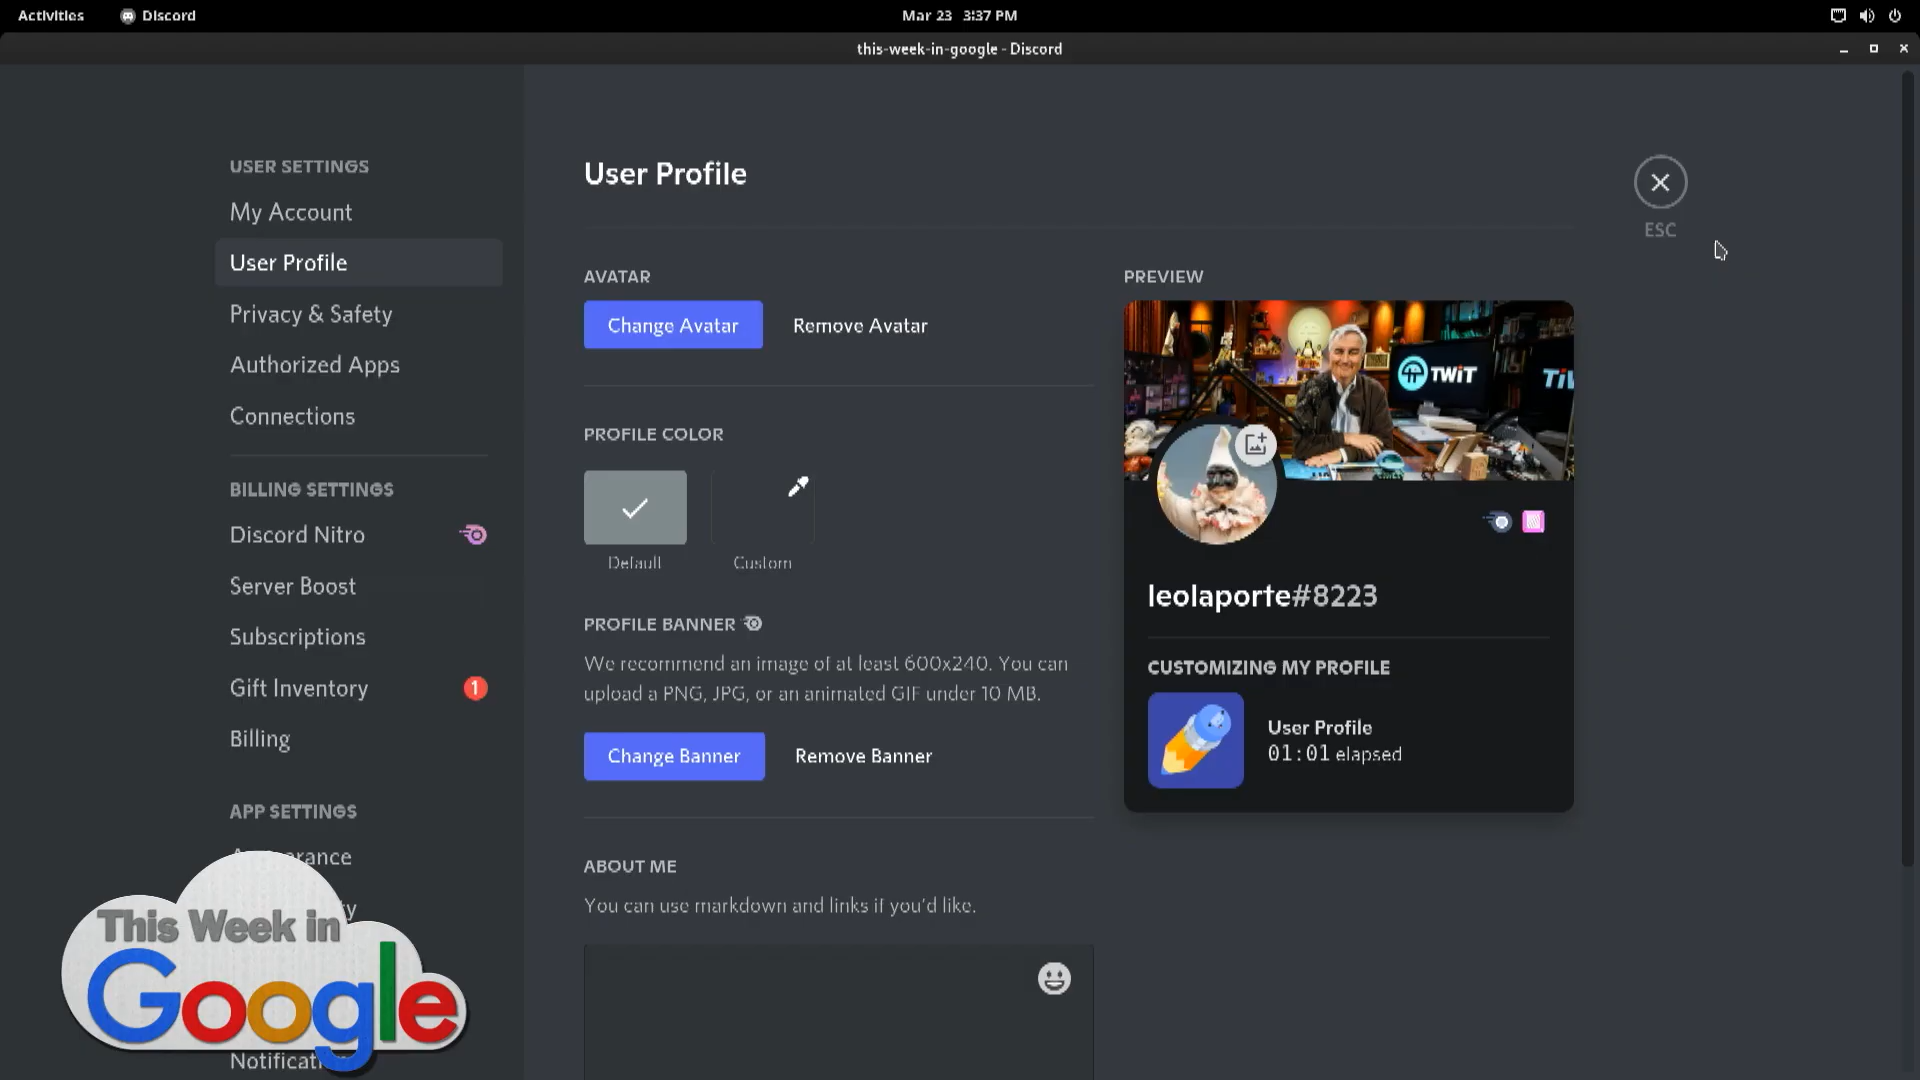 Activities
Discord
Mar 23 3:37 PM
this-week-in-google - Discord
USER SETTINGS
My Account
User Profile
Privacy & Safety
Authorized Apps
Connections
BILLING SETTINGS
Discord Nitro
Server Boost
Subscriptions
Gift Inventory
1
Billing
APP SETTINGS
This Week in
Google
User Profile
ESC
AVATAR
Change Avatar
Remove Avatar
PROFILE COLOR
Default
Custom
PROFILE BANNER
We recommend an image of at least 600x240. You can
upload a PNG, JPG, or an animated GIF under 10 MB.
Change Banner
Remove Banner
ABOUT ME
You can use markdown and links if you'd like.
PREVIEW
TWiT
leolaporte#8223
CUSTOMIZING MY PROFILE
User Profile
01:01 elapsed